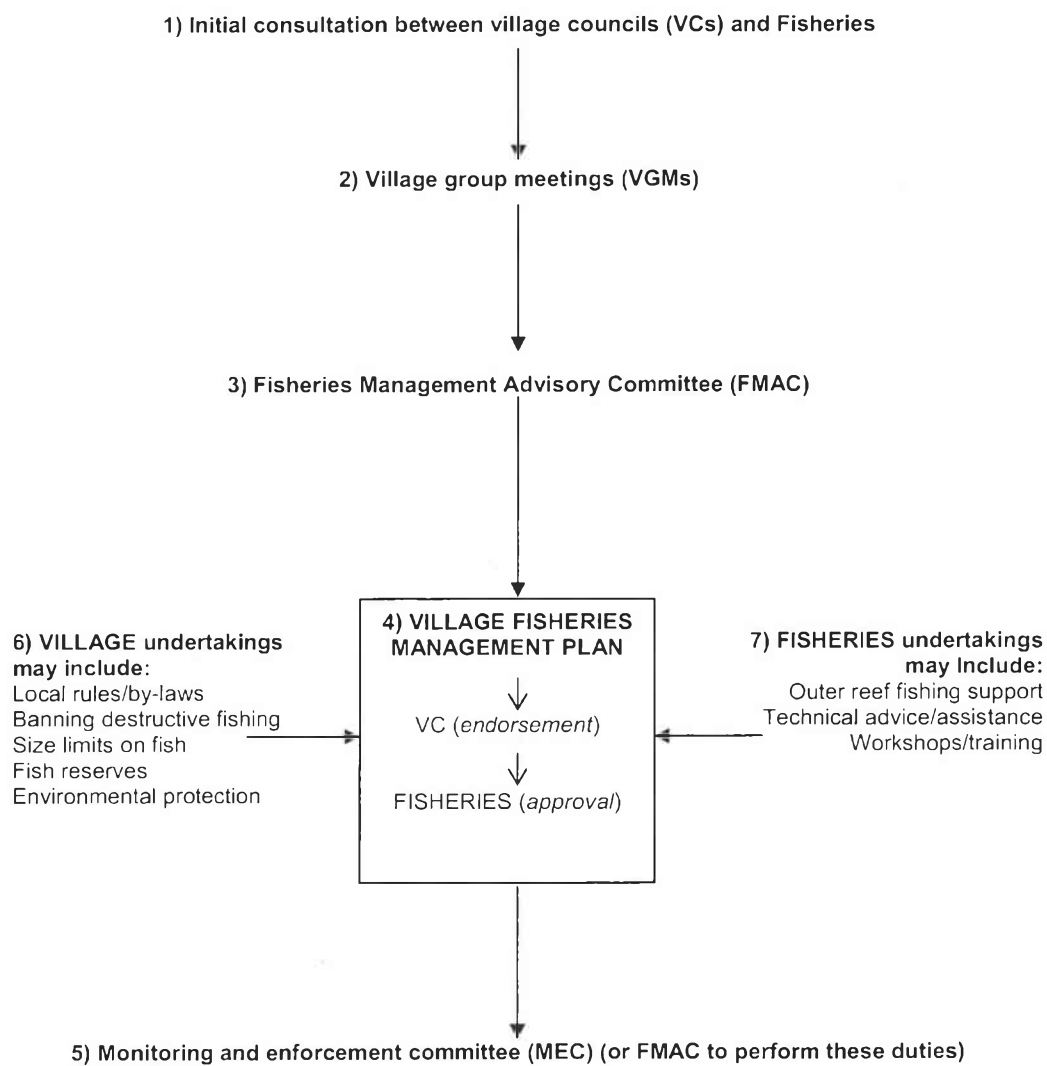 1) Initial consultation between village councils (VCs) and Fisheries
2) Village group meetings (VGMs)
3) Fisheries Management Advisory Committee (FMAC)
4) VILLAGE FISHERIES
MANAGEMENT PLAN
VC (endorsement)
FISHERIES (approval)
6) VILLAGE undertakings
may include:
Local rules/by-laws
Banning destructive fishing
Size limits on fish
Fish reserves
Environmental protection
7) FISHERIES undertakings
may Include:
Outer reef fishing support
Technical advice/assistance
Workshops/training
5) Monitoring and enforcement committee (MEC) (or FMAC to perform these duties)